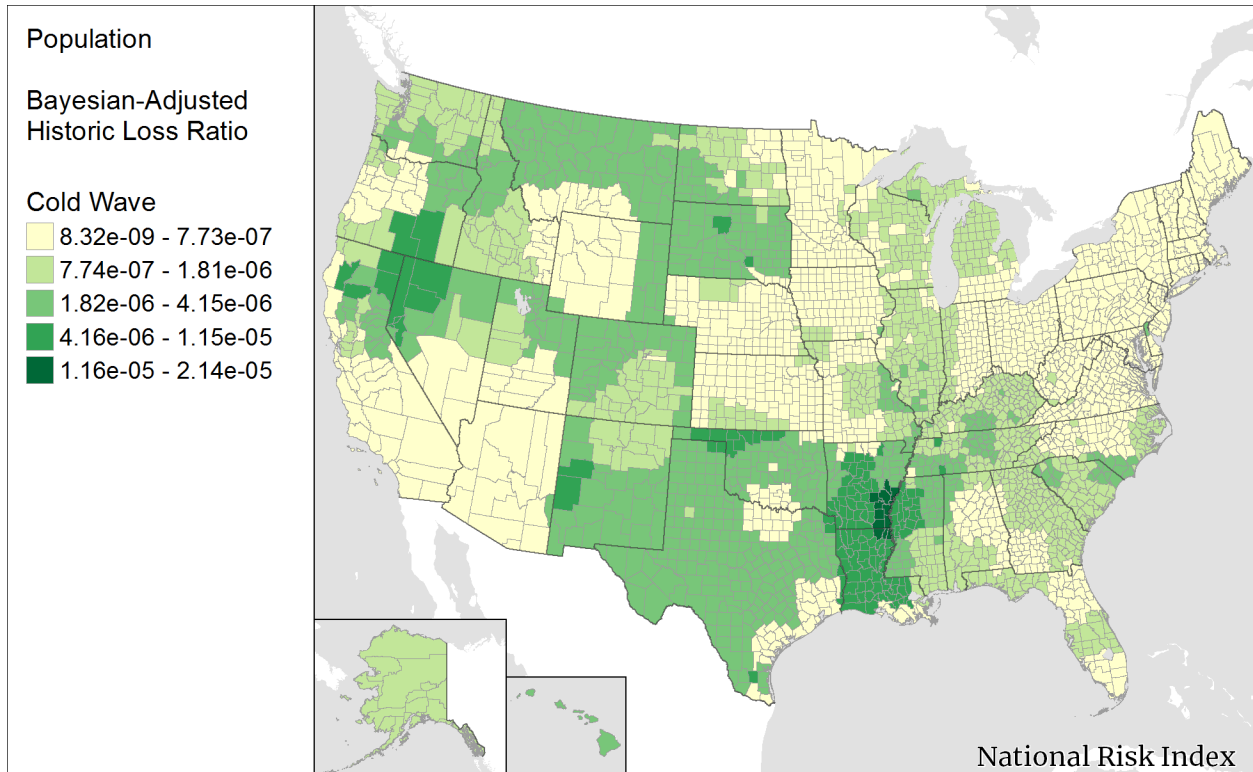 Population
Bayesian-Adjusted
Historic Loss Ratio
Cold Wave
8.32e-09 - 7.73e-07
7.74e-07 - 1.81e-06
1.82e-06 - 4.15e-06
4.16e-06 - 1.15e-05
1.16e-05 - 2.14e-05
National Risk Index